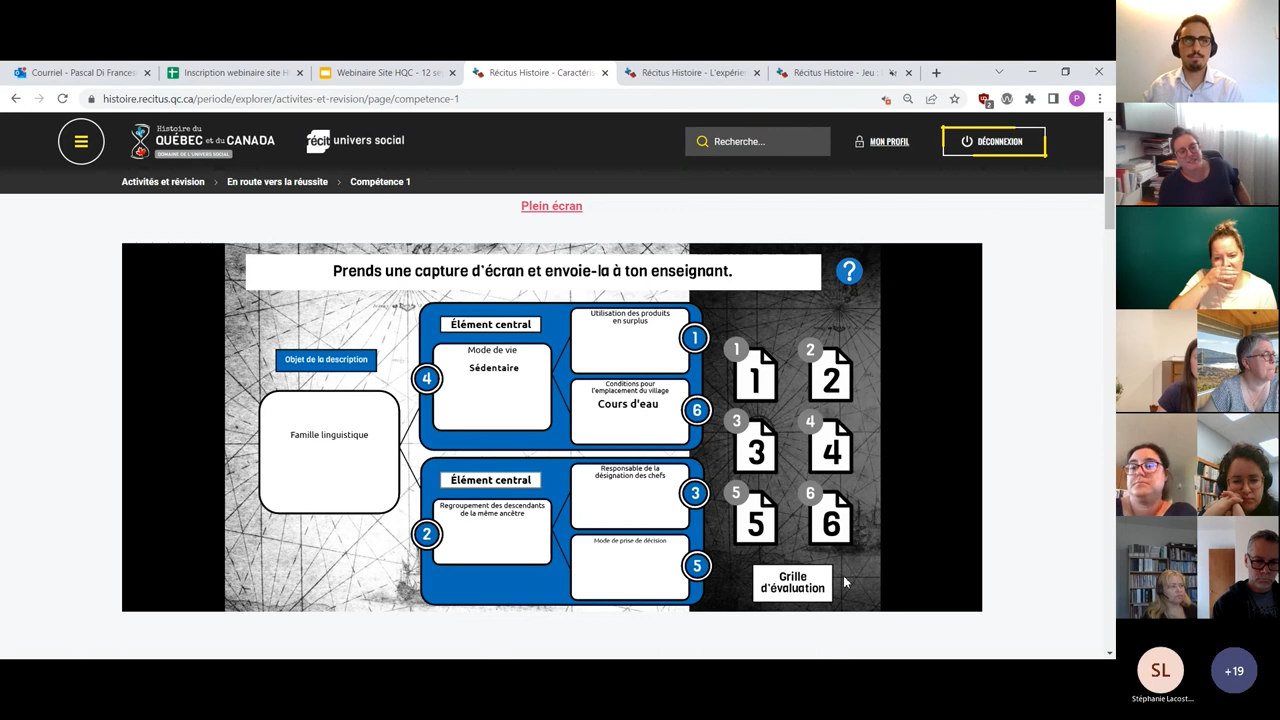 Courriel - Pascal Di Frances
Inscription webinaire site H
Webinaire Site HQC - 12 se
Récitus Histoire - Caractéris
Récitus Histoire - L'expérie
Récitus Histoire - Jeu :
histoire.recitus.qc.ca/periode/explorer/activites-et-revision/page/competence-1
2
P
Histoire du
QUÉBEC et du CANADA
DOMAINE DE L'UNIVERS SOCIAL
récit univers social
Recherche...
MON PROFIL
DÉCONNEXION
Activités et révision > En route vers la réussite > Compétence 1
Plein écran
Prends une capture d'écran et envoie-la à ton enseignant.
?
Objet de la description
Famille linguistique
Élément central
Mode de vie
Sédentaire
4
Utilisation des produits
en surplus
1
Conditions pour
l'emplacement du village
Cours d'eau
6
Élément central
Regroupement des descendants
de la même ancêtre
2
Responsable de la
désignation des chefs
3
Mode de prise de décision
5
1 1
2 2
3 3
4 4
5 5
6 6
Grille
d'évaluation
SL
Stéphanie Lacost...
+19